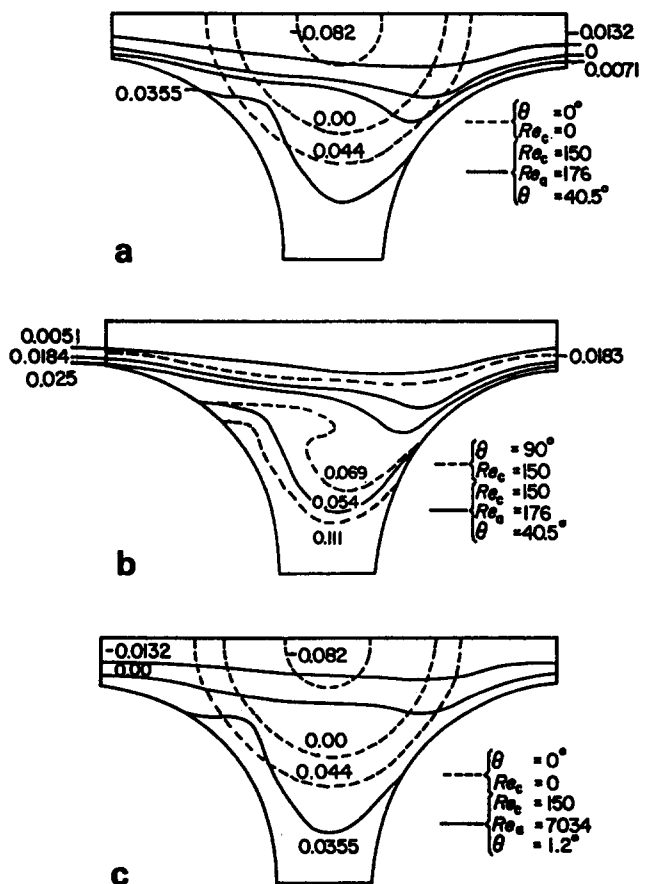 -0.082
-0.0132
0
0.0071
0.0355
0.00
0.044
θ = 0°
Re_c = 0
Re_c = 150
Re_a = 176
θ = 40.5°
a
0.0051
0.0184
0.025
0.0183
0.069
0.054
0.111
θ = 90°
Re_c = 150
Re_c = 150
Re_a = 176
θ = 40.5°
b
-0.0132
0.00
-0.082
0.00
0.044
0.0355
θ = 0°
Re_c = 0
Re_c = 150
Re_a = 7034
θ = 1.2°
c